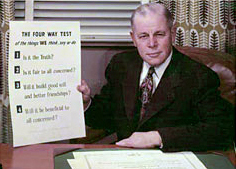 THE FOUR WAY TEST
of the things WE think, say or do
1 Is it the Truth?
2 Is it fair to all concerned?
3 Will it build good will
and better friendships?
4 Will it be beneficial to
all concerned?